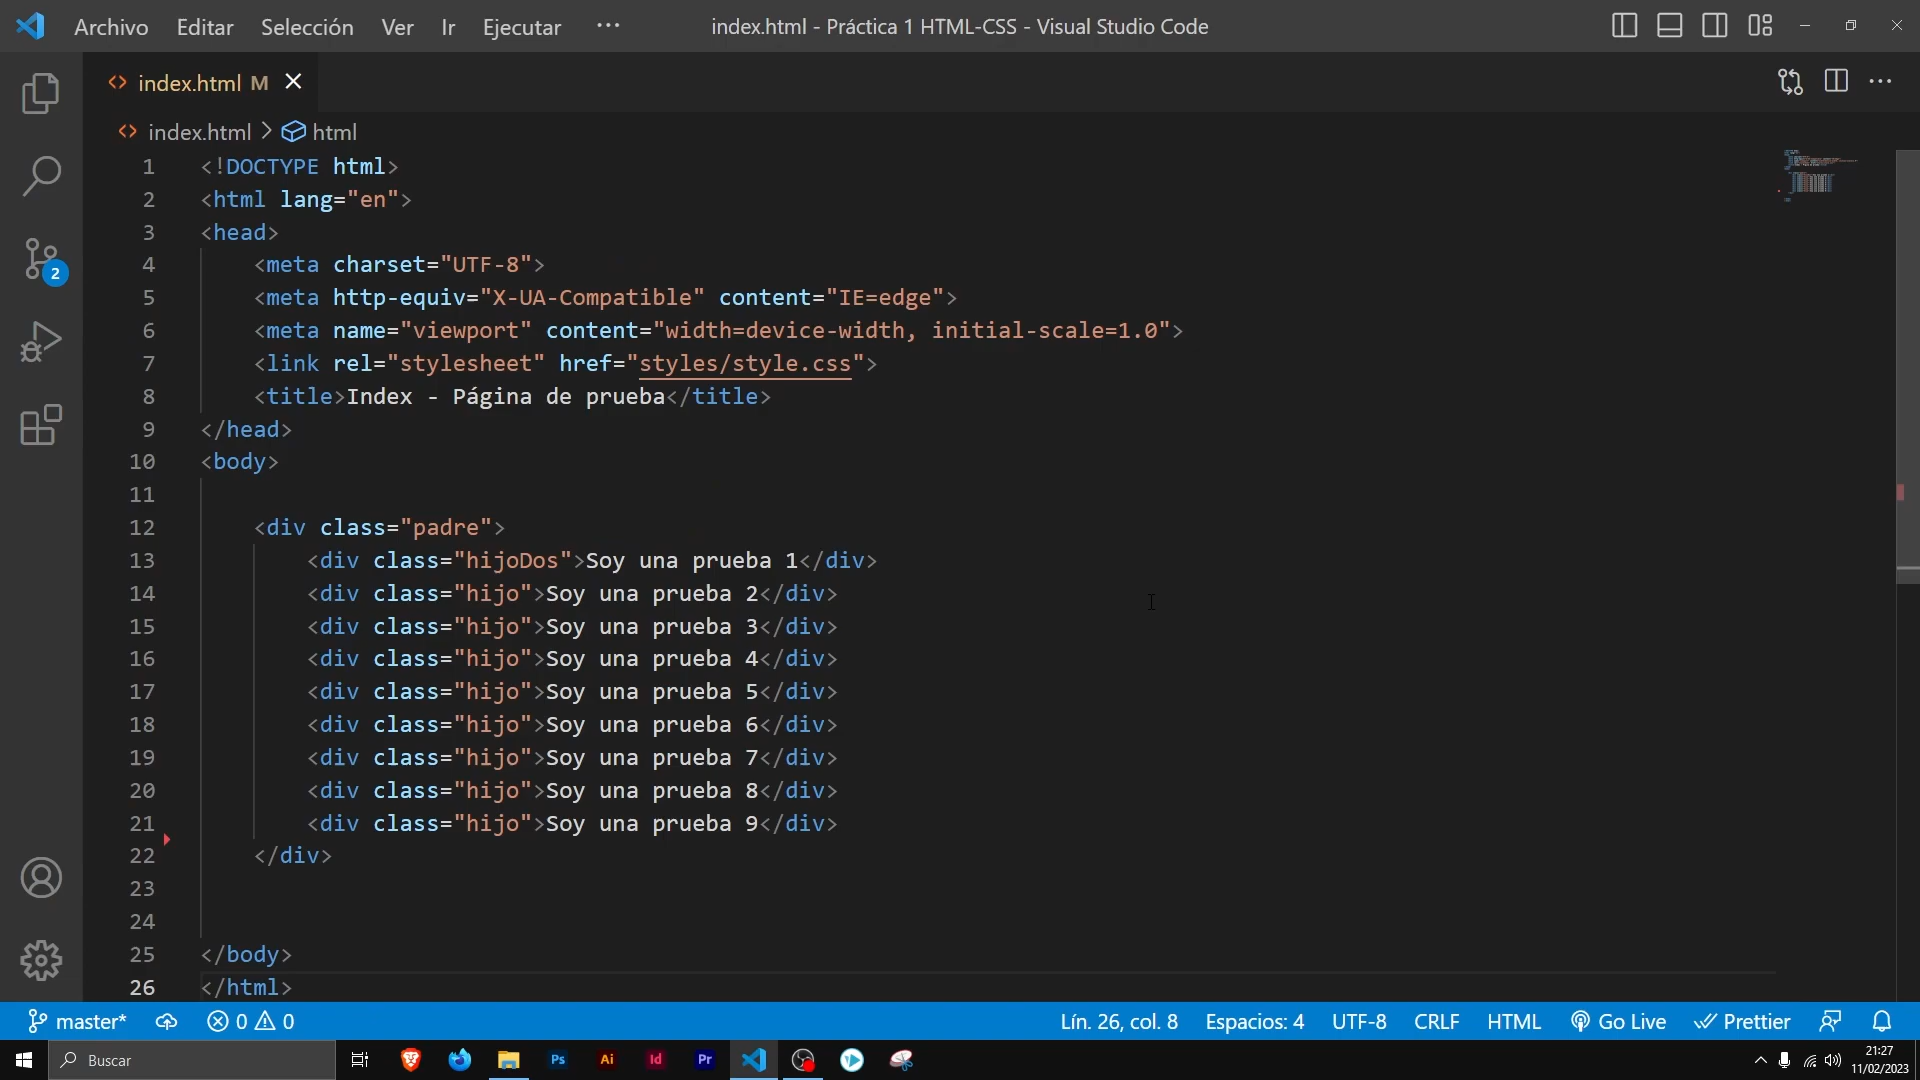 Archivo Editar Selección Ver Ir Ejecutar ··· index.html - Práctica 1 HTML-CSS - Visual Studio Code
index.html M
index.html > html
1 <!DOCTYPE html>
2 <html lang="en">
3 <head>
4 <meta charset="UTF-8">
5 <meta http-equiv="X-UA-Compatible" content="IE=edge">
6 <meta name="viewport" content="width=device-width, initial-scale=1.0">
7 <link rel="stylesheet" href="styles/style.css">
8 <title>Index - Página de prueba</title>
9 </head>
10 <body>
11
12 <div class="padre">
13 <div class="hijoDos">Soy una prueba 1</div>
14 <div class="hijo">Soy una prueba 2</div>
15 <div class="hijo">Soy una prueba 3</div>
16 <div class="hijo">Soy una prueba 4</div>
17 <div class="hijo">Soy una prueba 5</div>
18 <div class="hijo">Soy una prueba 6</div>
19 <div class="hijo">Soy una prueba 7</div>
20 <div class="hijo">Soy una prueba 8</div>
21 <div class="hijo">Soy una prueba 9</div>
22 </div>
23
24
25 </body>
26 </html>
2
master* 0 0 Lín. 26, col. 8 Espacios: 4 UTF-8 CRLF HTML Go Live Prettier
Buscar Ps Ai Id Pr 21:27
11/02/2023